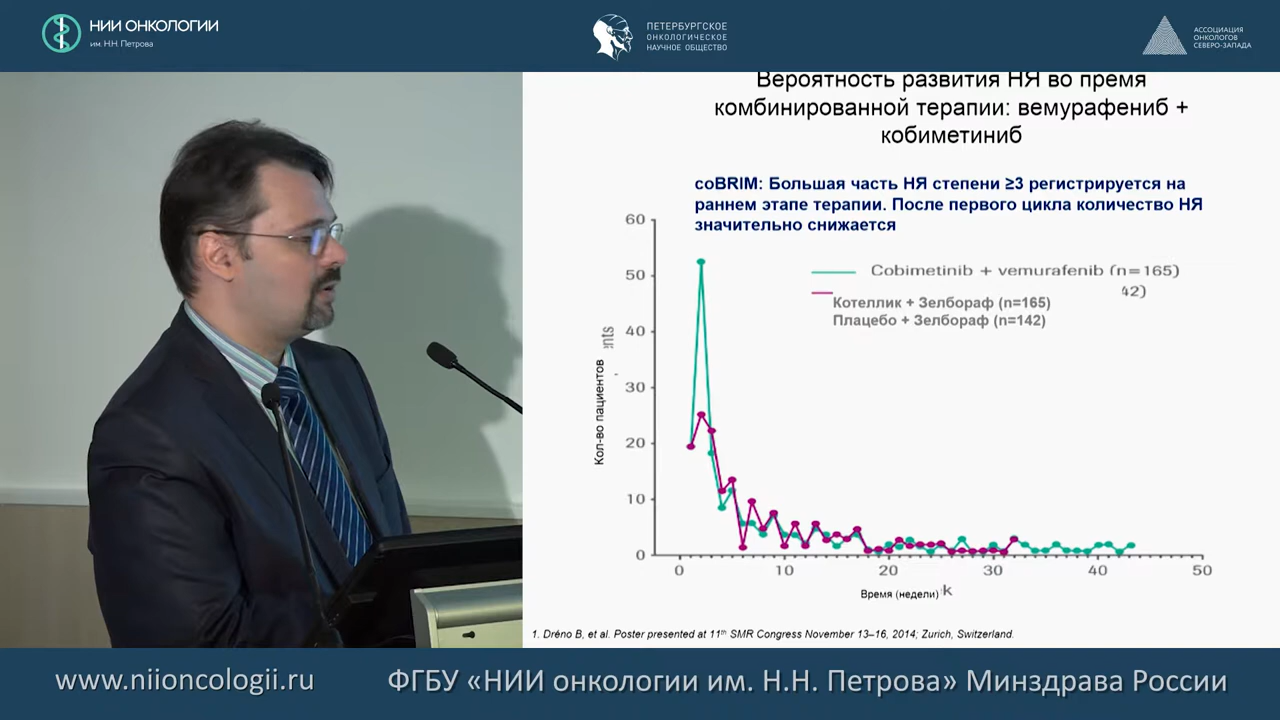 НИИ ОНКОЛОГИИ
им. Н.Н. Петрова
ПЕТЕРБУРГСКОЕ
ОНКОЛОГИЧЕСКОЕ
НАУЧНОЕ ОБЩЕСТВО
АССОЦИАЦИЯ
ОНКОЛОГОВ
СЕВЕРО-ЗАПАДА
Вероятность развития НЯ во премя
комбинированной терапии: вемурафениб +
кобиметиниб
coBRIM: Большая часть НЯ степени ≥3 регистрируется на
раннем этапе терапии. После первого цикла количество НЯ
значительно снижается
Cobimetinib + vemurafenib (n=165)
42)
Котеллик + Зелбораф (n=165)
Плацебо + Зелбораф (n=142)
60
50
40
30
20
10
0
nts
Кол-во пациентов
0 10 20 30 40 50
Время (недели) k
1. Dréno B, et al. Poster presented at 11th SMR Congress November 13–16, 2014; Zurich, Switzerland.
www.niioncologii.ru
ФГБУ «НИИ онкологии им. Н.Н. Петрова» Минздрава России